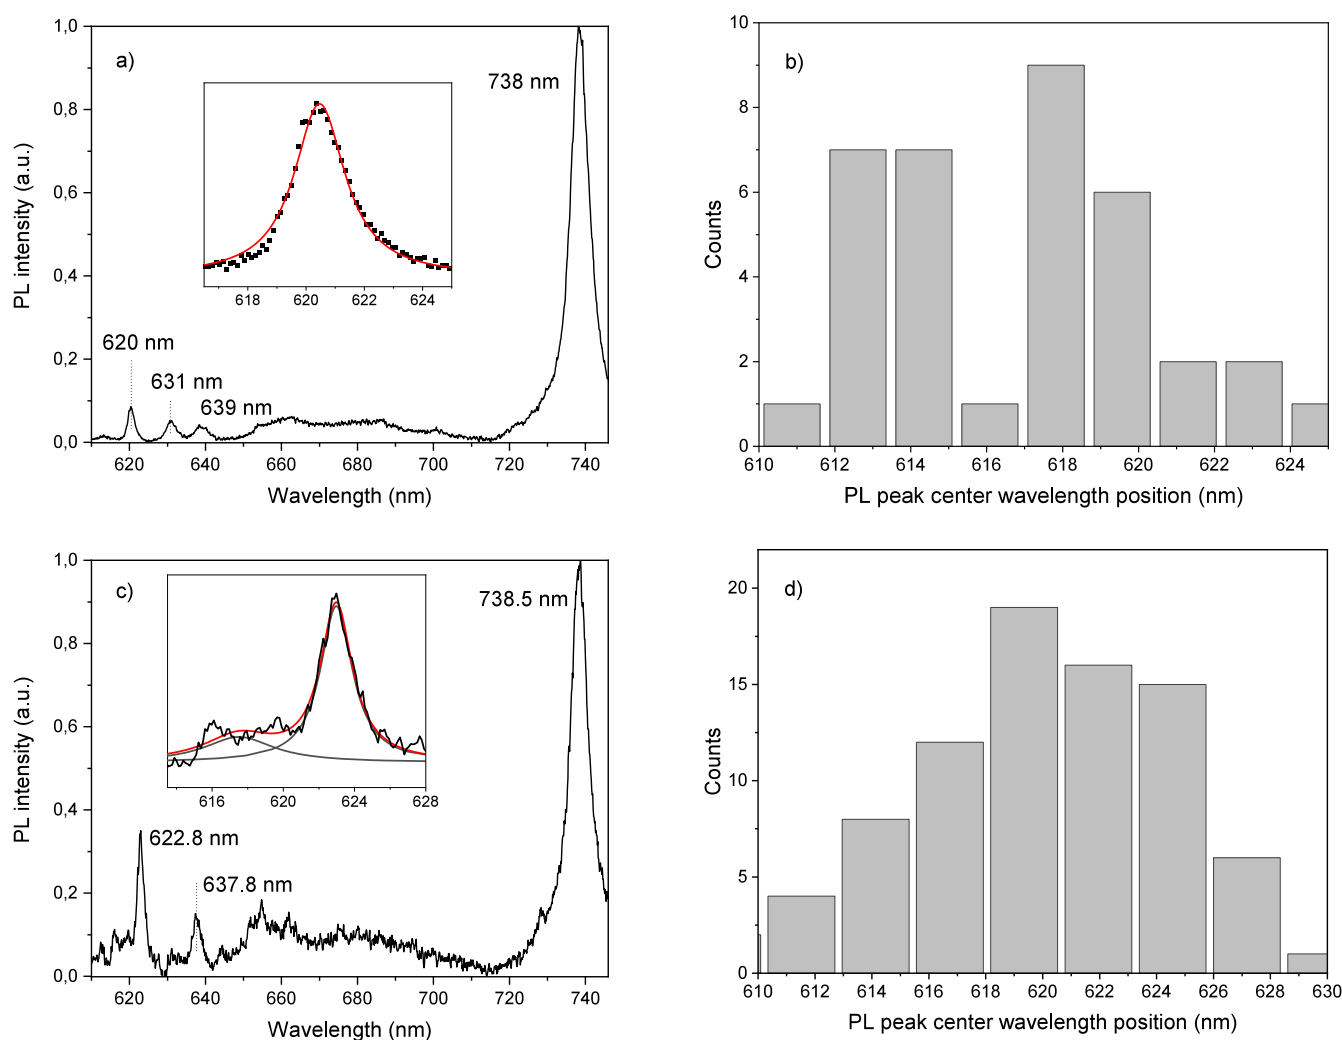 a)
1,0
0,8
0,6
0,4
0,2
0,0
PL intensity (a.u.)
738 nm
618 620 622 624
620 nm
631 nm
639 nm
620 640 660 680 700 720 740
Wavelength (nm)
b)
10
8
6
4
2
0
Counts
610 612 614 616 618 620 622 624
PL peak center wavelength position (nm)
c)
1,0
0,8
0,6
0,4
0,2
0,0
PL intensity (a.u.)
738.5 nm
616 620 624 628
622.8 nm
637.8 nm
620 640 660 680 700 720 740
Wavelength (nm)
d)
20
15
10
5
0
Counts
610 612 614 616 618 620 622 624 626 628 630
PL peak center wavelength position (nm)